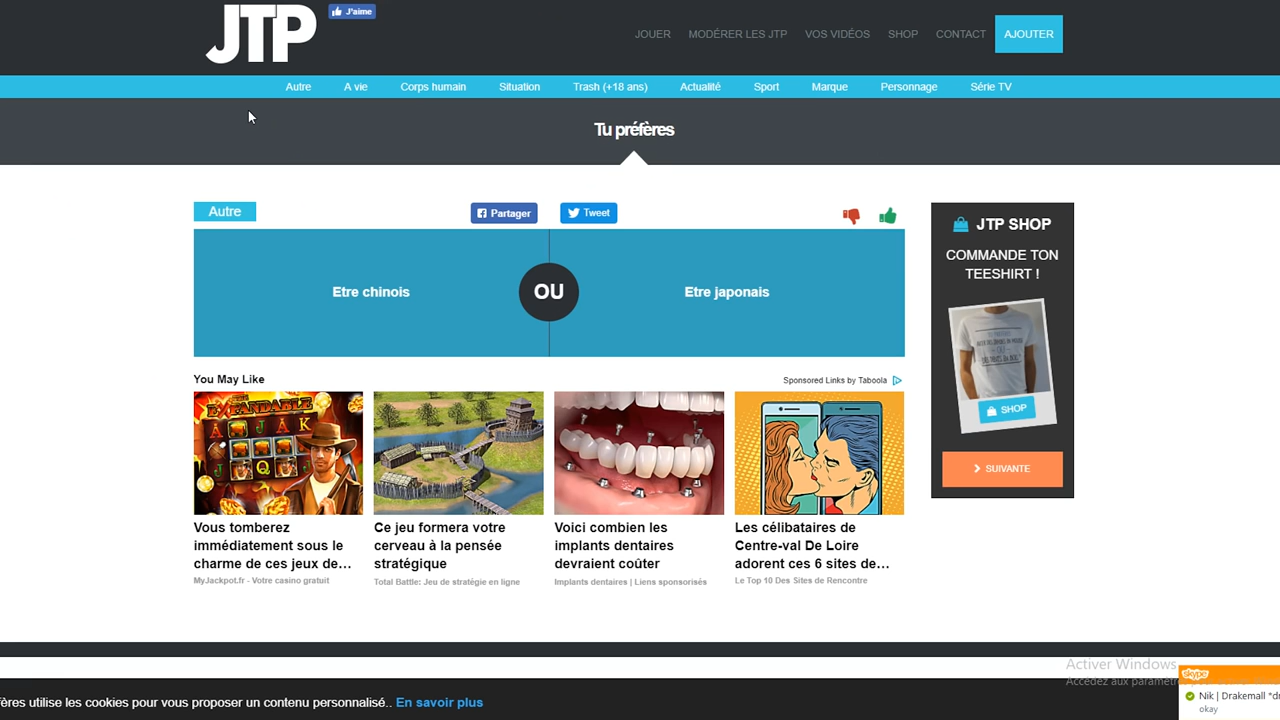 JTP
J'aime
JOUER MODÉRER LES JTP VOS VIDÉOS SHOP CONTACT AJOUTER
Autre A vie Corps humain Situation Trash (+18 ans) Actualité Sport Marque Personnage Série TV
Tu préfères
Autre
Partager
Tweet
Etre chinois
OU
Etre japonais
JTP SHOP
COMMANDE TON
TEESHIRT !
SHOP
SUIVANTE
You May Like
Sponsored Links by Taboola
EXPANDABLE
Vous tomberez
immédiatement sous le
charme de ces jeux de...
MyJackpot.fr - Votre casino gratuit
Ce jeu formera votre
cerveau à la pensée
stratégique
Total Battle: Jeu de stratégie en ligne
Voici combien les
implants dentaires
devraient coûter
Implants dentaires | Liens sponsorisés
Les célibataires de
Centre-val De Loire
adorent ces 6 sites de...
Le Top 10 Des Sites de Rencontre
Activer Windows
Accédez aux paramètr
skype
Nik | Drakemall *dr
okay
fères utilise les cookies pour vous proposer un contenu personnalisé.. En savoir plus